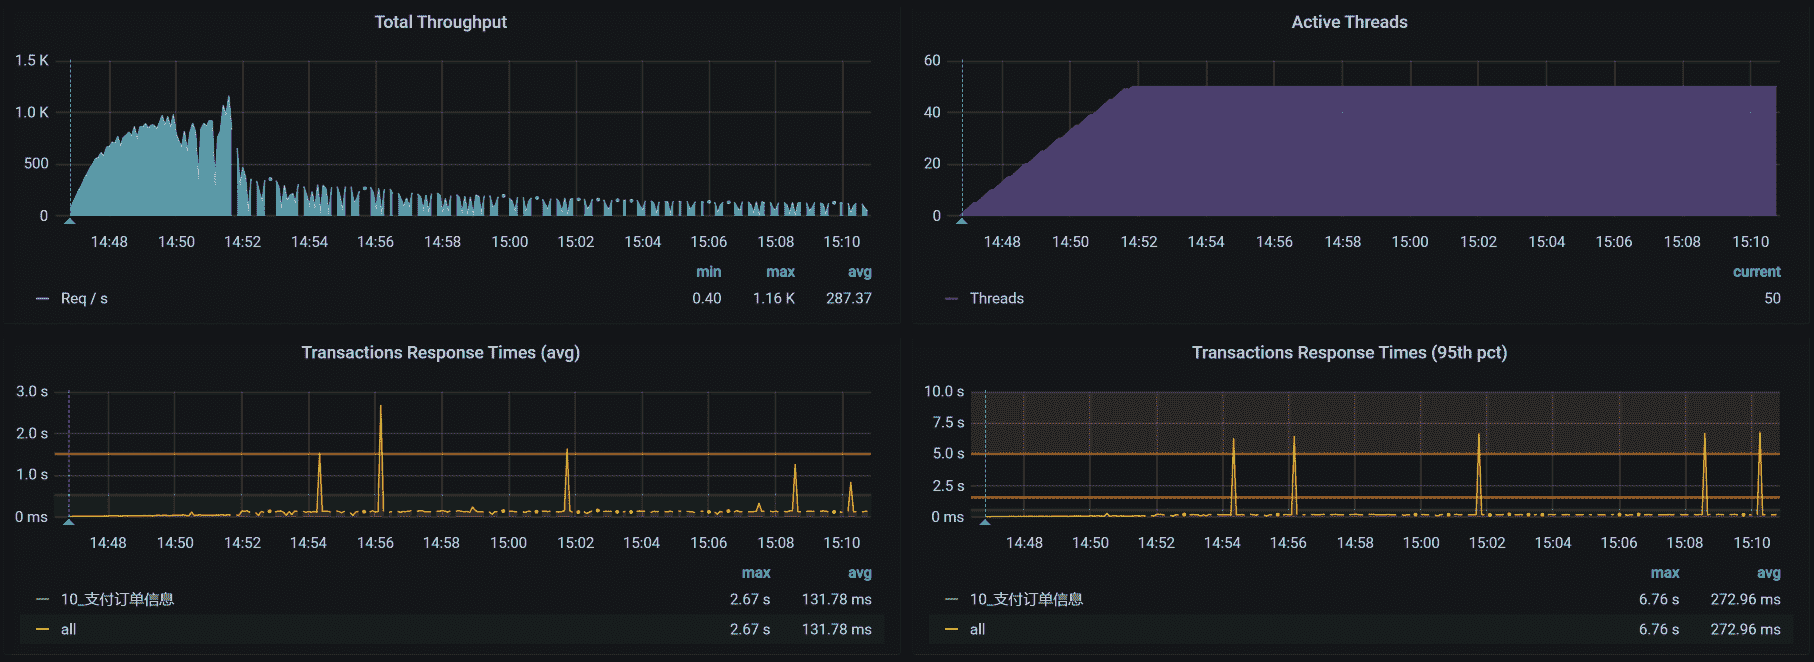 Total Throughput
1.5 K
1.0 K
500
0
14:48 14:50 14:52 14:54 14:56 14:58 15:00 15:02 15:04 15:06 15:08 15:10
min max avg
Req / s 0.40 1.16 K 287.37
Active Threads
60
40
20
0
14:48 14:50 14:52 14:54 14:56 14:58 15:00 15:02 15:04 15:06 15:08 15:10
current
Threads 50
Transactions Response Times (avg)
3.0 s
2.0 s
1.0 s
0 ms
14:48 14:50 14:52 14:54 14:56 14:58 15:00 15:02 15:04 15:06 15:08 15:10
max avg
10_支付订单信息 2.67 s 131.78 ms
all 2.67 s 131.78 ms
Transactions Response Times (95th pct)
10.0 s
7.5 s
5.0 s
2.5 s
0 ms
14:48 14:50 14:52 14:54 14:56 14:58 15:00 15:02 15:04 15:06 15:08 15:10
max avg
10_支付订单信息 6.76 s 272.96 ms
all 6.76 s 272.96 ms